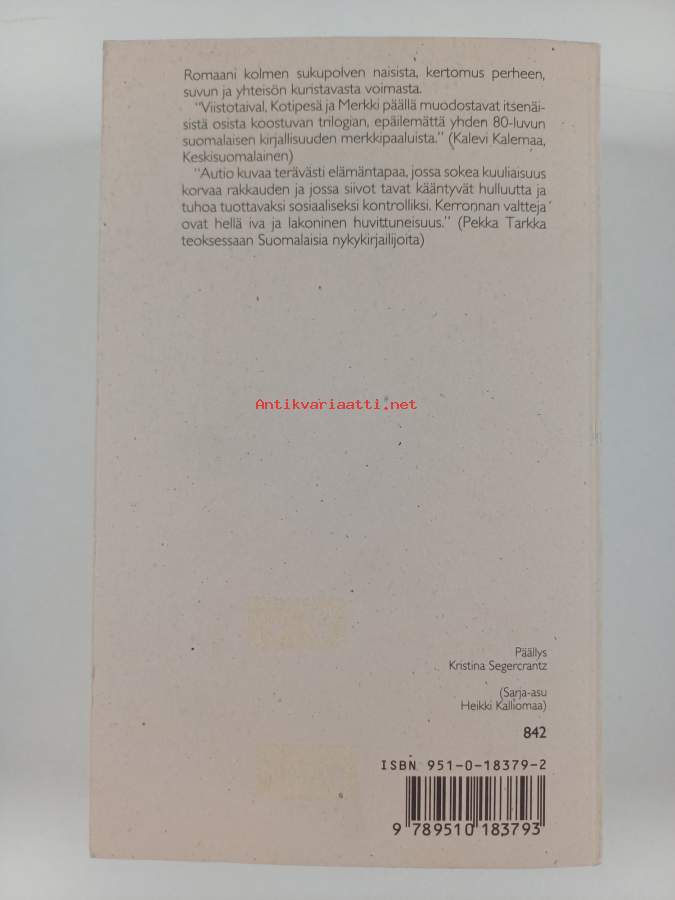 Romaani kolmen sukupolven naisista, kertomus perheen,
suvun ja yhteisön kuristavasta voimasta.
"Viistotaival, Kotipesä ja Merkki päällä muodostavat itsenäi-
sistä osista koostuvan trilogian, epäilemättä yhden 80-luvun
suomalaisen kirjallisuuden merkkipaaluista." (Kalevi Kalemaa,
Keskisuomalainen)
"Autio kuvaa terävästi elämäntapaa, jossa sokea kuuliaisuus
korvaa rakkauden ja jossa siivot tavat kääntyvät hulluutta ja
tuhoa tuottavaksi sosiaaliseksi kontrolliksi. Kerronnan valtteja
ovat hellä iva ja lakoninen huvittuneisuus." (Pekka Tarkka
teoksessaan Suomalaisia nykykirjailijoita)
Antikvariaatti.net
Päällys
Kristina Segercrantz
(Sarja-asu
Heikki Kalliomaa)
842
ISBN 951-0-18379-2
9 789510 183793